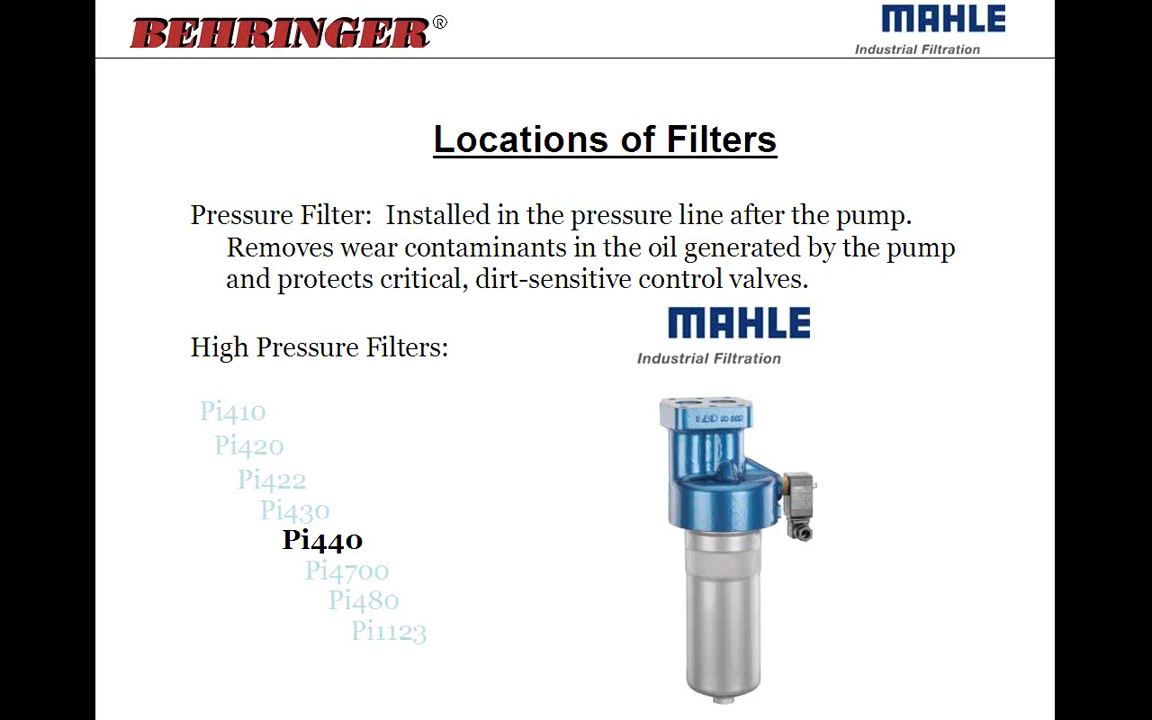 BEHRINGER®
MAHLE
Industrial Filtration
Locations of Filters
Pressure Filter: Installed in the pressure line after the pump.
Removes wear contaminants in the oil generated by the pump
and protects critical, dirt-sensitive control valves.
MAHLE
Industrial Filtration
High Pressure Filters:
Pi410
Pi420
Pi422
Pi430
Pi440
Pi4700
Pi480
Pi1123